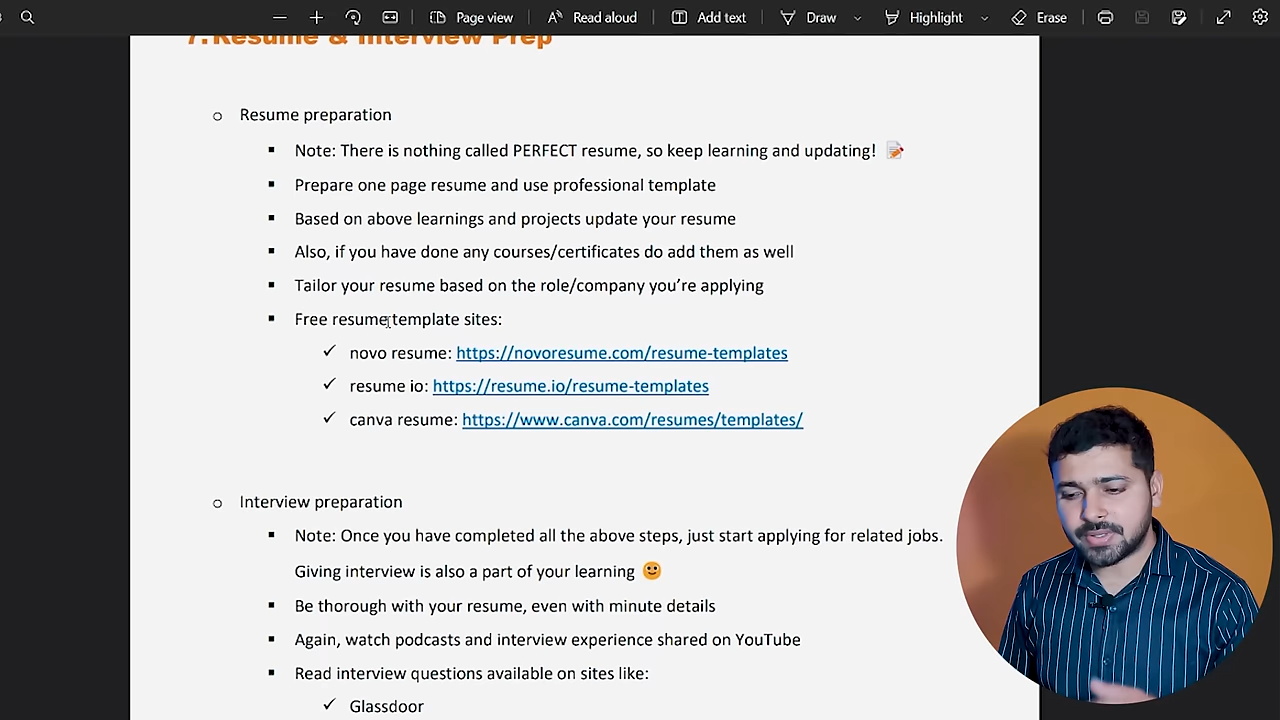 Page view
Read aloud
Add text
Draw
Highlight
Erase
7. Resume & Interview Prep
o Resume preparation
▪ Note: There is nothing called PERFECT resume, so keep learning and updating! 📝
▪ Prepare one page resume and use professional template
▪ Based on above learnings and projects update your resume
▪ Also, if you have done any courses/certificates do add them as well
▪ Tailor your resume based on the role/company you’re applying
▪ Free resume template sites:
✓ novo resume: https://novoresume.com/resume-templates
✓ resume io: https://resume.io/resume-templates
✓ canva resume: https://www.canva.com/resumes/templates/
o Interview preparation
▪ Note: Once you have completed all the above steps, just start applying for related jobs.
Giving interview is also a part of your learning 🙂
▪ Be thorough with your resume, even with minute details
▪ Again, watch podcasts and interview experience shared on YouTube
▪ Read interview questions available on sites like:
✓ Glassdoor